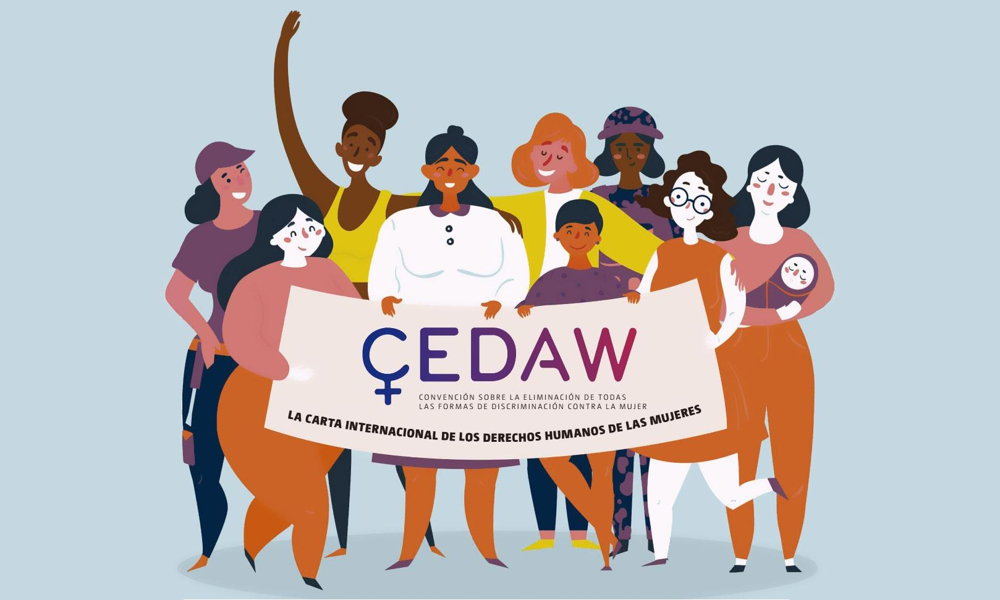 CEDAW
CONVENCIÓN SOBRE LA ELIMINACIÓN DE TODAS
LAS FORMAS DE DISCRIMINACIÓN CONTRA LA MUJER
LA CARTA INTERNACIONAL DE LOS DERECHOS HUMANOS DE LAS MUJERES